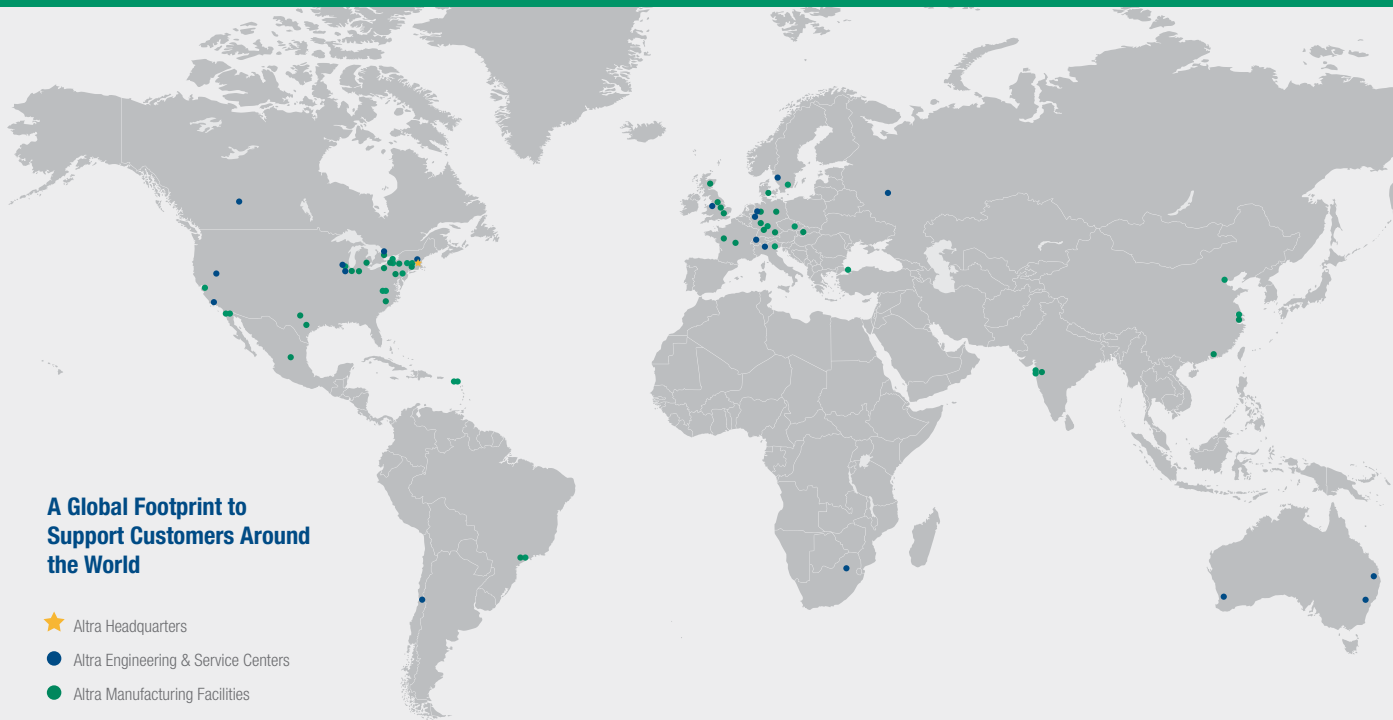 A Global Footprint to
Support Customers Around
the World
Altra Headquarters
Altra Engineering & Service Centers
Altra Manufacturing Facilities